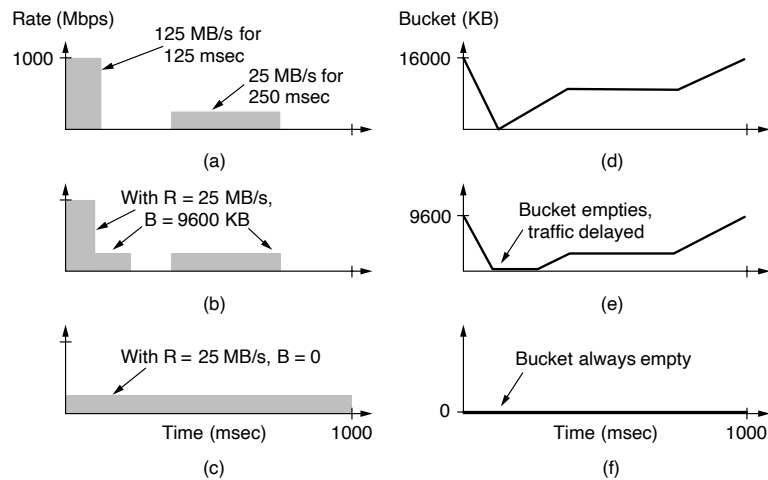 Rate (Mbps)
1000
125 MB/s for
125 msec
25 MB/s for
250 msec
(a)
Bucket (KB)
16000
(d)
With R = 25 MB/s,
B = 9600 KB
(b)
9600
Bucket empties,
traffic delayed
(e)
With R = 25 MB/s, B = 0
Time (msec)
1000
(c)
Bucket always empty
0
Time (msec)
1000
(f)